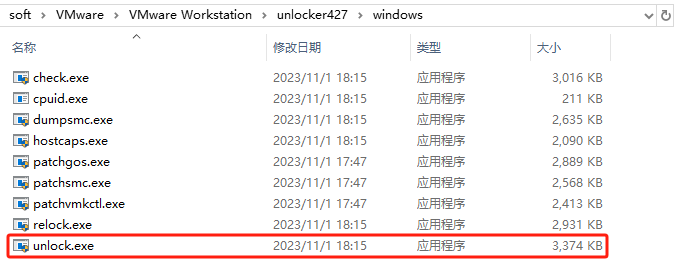 soft > VMware > VMware Workstation > unlocker427 > windows
名称 修改日期 类型 大小
check.exe 2023/11/1 18:15 应用程序 3,016 KB
cpuid.exe 2023/11/1 18:15 应用程序 211 KB
dumpsmc.exe 2023/11/1 18:15 应用程序 2,635 KB
hostcaps.exe 2023/11/1 18:15 应用程序 2,090 KB
patchgos.exe 2023/11/1 17:47 应用程序 2,889 KB
patchsmc.exe 2023/11/1 17:47 应用程序 2,568 KB
patchvmkctl.exe 2023/11/1 17:47 应用程序 2,413 KB
relock.exe 2023/11/1 18:15 应用程序 2,931 KB
unlock.exe 2023/11/1 18:15 应用程序 3,374 KB